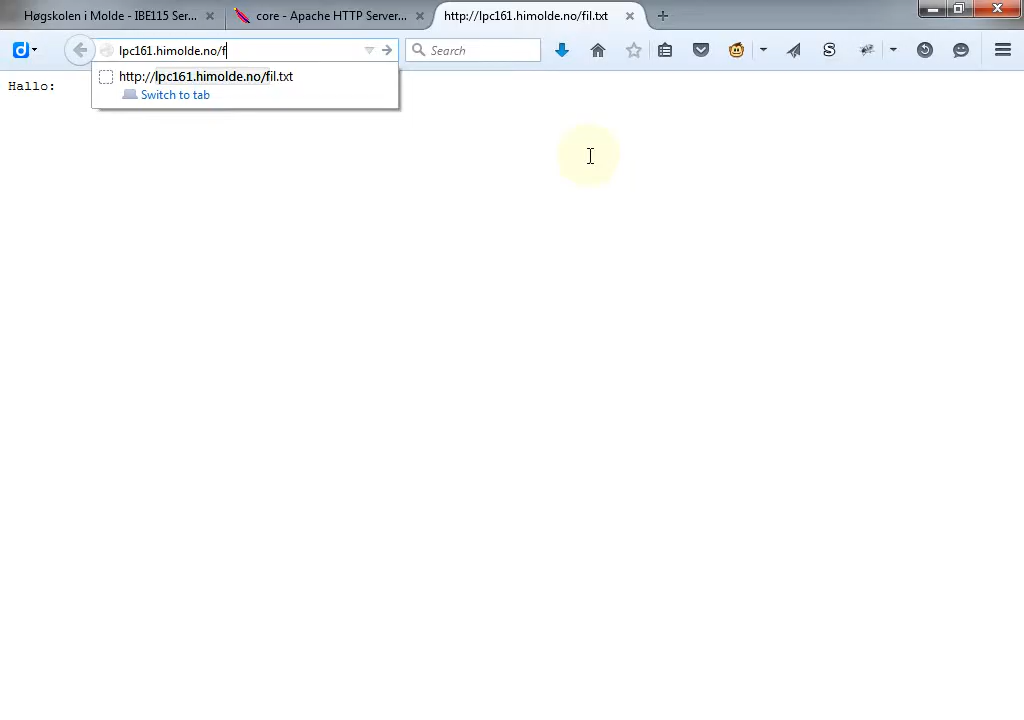 Høgskolen i Molde - IBE115 Ser...
core - Apache HTTP Server...
http://lpc161.himolde.no/fil.txt
lpc161.himolde.no/f
Search
http://lpc161.himolde.no/fil.txt
Switch to tab
Hallo: